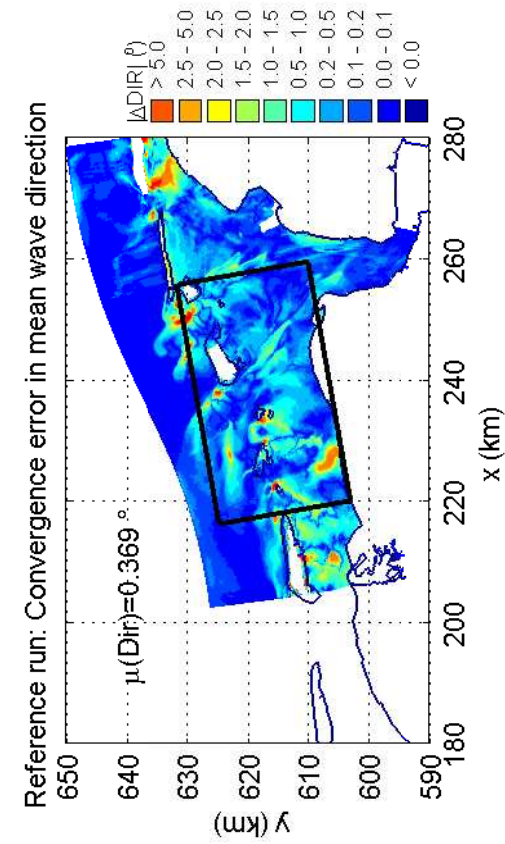 Reference run: Convergence error in mean wave direction
|ΔDIR| (º)
> 5.0
2.5 - 5.0
2.0 - 2.5
1.5 - 2.0
1.0 - 1.5
0.5 - 1.0
0.2 - 0.5
0.1 - 0.2
0.0 - 0.1
< 0.0
μ(Dir)=0.369 º
y (km)
650
640
630
620
610
600
590
180
200
220
240
260
280
x (km)